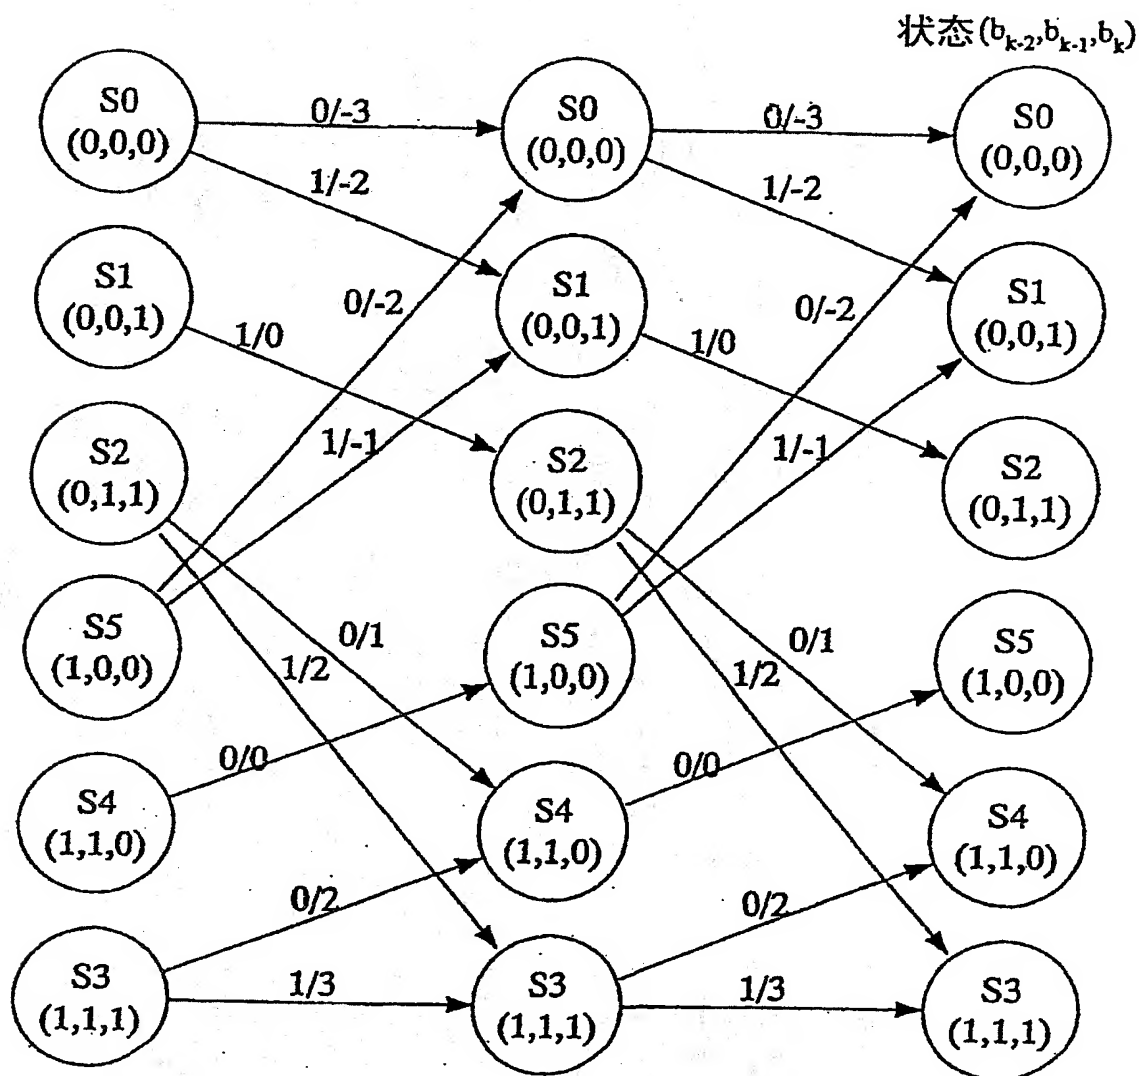 状态(b_{k-2},b_{k-1},b_k)
S0
(0,0,0)
0/-3
S0
(0,0,0)
0/-3
S0
(0,0,0)
1/-2
1/-2
S1
(0,0,1)
0/-2
S1
(0,0,1)
0/-2
S1
(0,0,1)
1/0
1/0
S2
(0,1,1)
1/-1
S2
(0,1,1)
1/-1
S2
(0,1,1)
S5
(1,0,0)
0/1
1/2
S5
(1,0,0)
0/1
1/2
S5
(1,0,0)
0/0
0/0
S4
(1,1,0)
S4
(1,1,0)
S4
(1,1,0)
0/2
0/2
S3
(1,1,1)
1/3
S3
(1,1,1)
1/3
S3
(1,1,1)